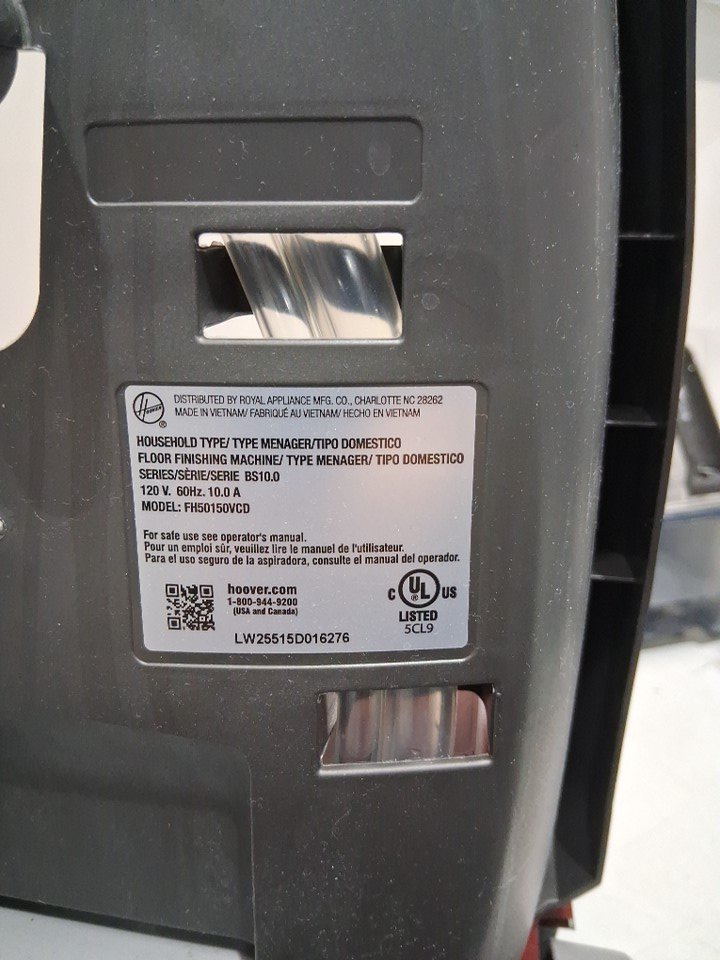 HOOVER
®
DISTRIBUTED BY ROYAL APPLIANCE MFG. CO., CHARLOTTE NC 28262
MADE IN VIETNAM/ FABRIQUÉ AU VIETNAM/ HECHO EN VIETNAM
HOUSEHOLD TYPE/ TYPE MENAGER/TIPO DOMESTICO
FLOOR FINISHING MACHINE/ TYPE MENAGER/ TIPO DOMESTICO
SERIES/SÈRIE/SERIE BS10.0
120 V. 60Hz. 10.0 A
MODEL: FH50150VCD
For safe use see operator's manual.
Pour un emploi sûr, veuillez lire le manuel de l'utilisateur.
Para el uso seguro de la aspiradora, consulte el manual del operador.
hoover.com
1-800-944-9200
(USA and Canada)
C UL US
®
LISTED
5CL9
LW25515D016276